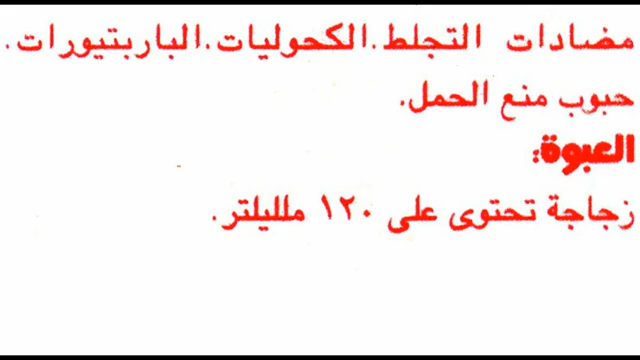 مضادات التجلط.الكحوليات.الباربتيورات.
حبوب منع الحمل.
العبوة:
زجاجة تحتوى على ١٢٠ ملليلتر.